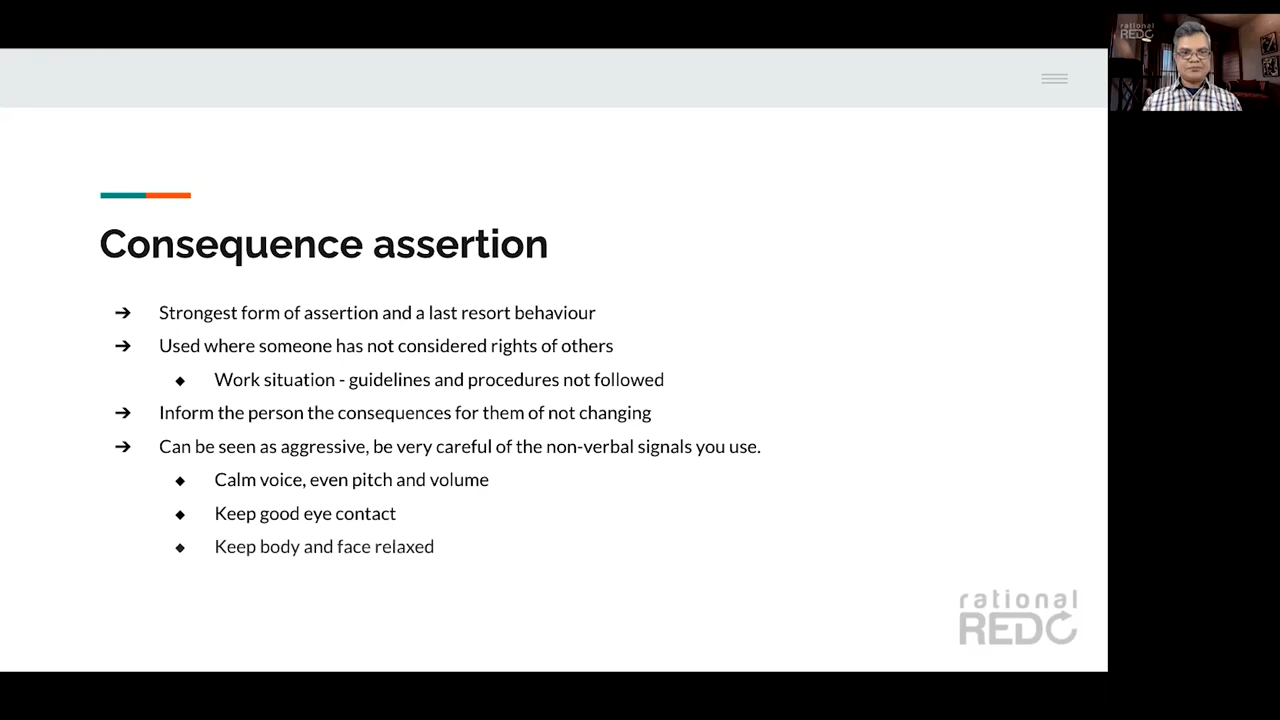 rational
REDO
Consequence assertion
➔ Strongest form of assertion and a last resort behaviour
➔ Used where someone has not considered rights of others
◆ Work situation - guidelines and procedures not followed
➔ Inform the person the consequences for them of not changing
➔ Can be seen as aggressive, be very careful of the non-verbal signals you use.
◆ Calm voice, even pitch and volume
◆ Keep good eye contact
◆ Keep body and face relaxed
rational
REDO